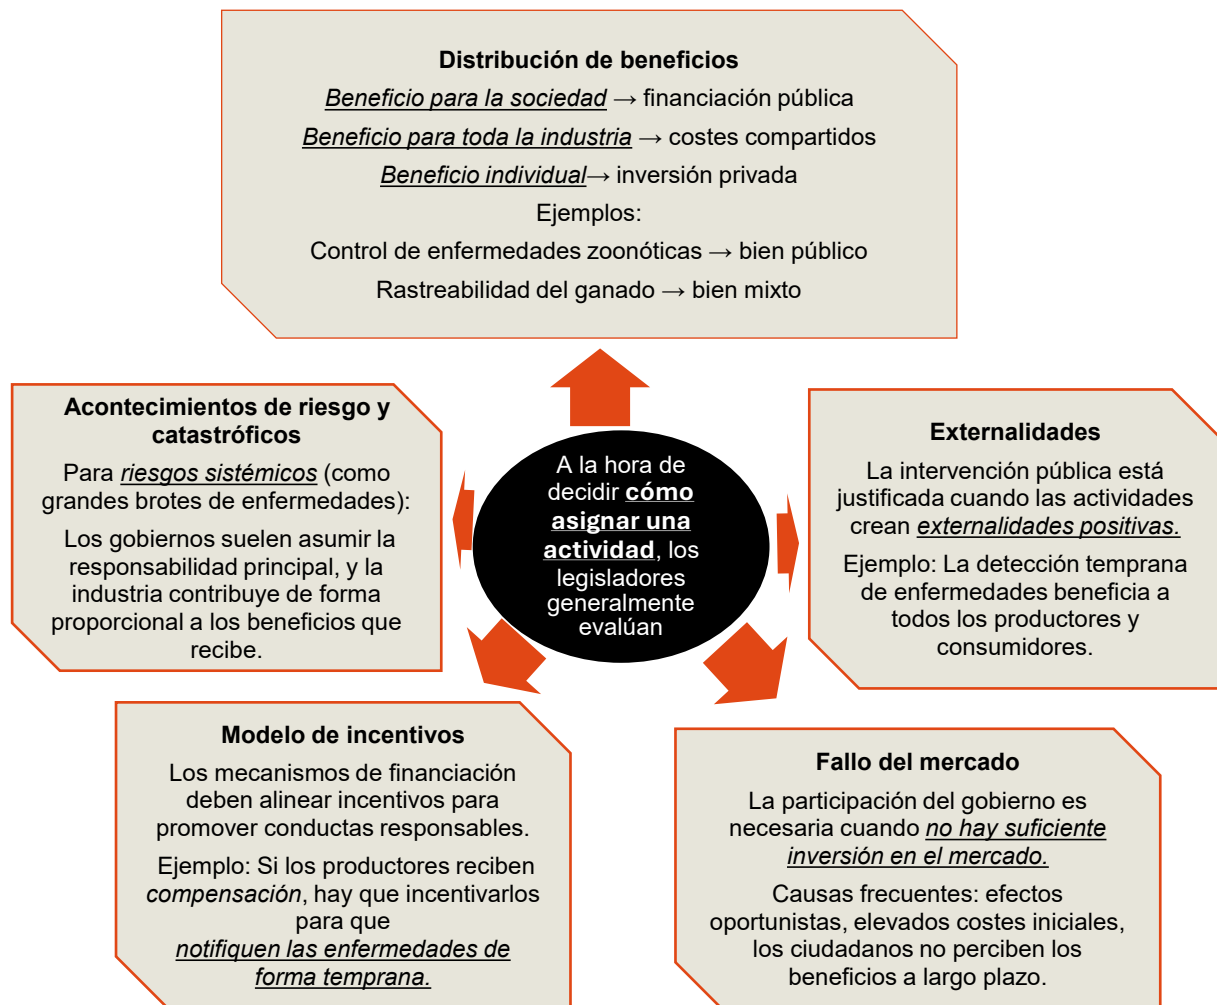 Distribución de beneficios
Beneficio para la sociedad → financiación pública
Beneficio para toda la industria → costes compartidos
Beneficio individual→ inversión privada
Ejemplos:
Control de enfermedades zoonóticas → bien público
Rastreabilidad del ganado → bien mixto
Acontecimientos de riesgo y
catastróficos
Para riesgos sistémicos (como
grandes brotes de enfermedades):
Los gobiernos suelen asumir la
responsabilidad principal, y la
industria contribuye de forma
proporcional a los beneficios que
recibe.
A la hora de
decidir cómo
asignar una
actividad, los
legisladores
generalmente
evalúan
Externalidades
La intervención pública está
justificada cuando las actividades
crean externalidades positivas.
Ejemplo: La detección temprana
de enfermedades beneficia a
todos los productores y
consumidores.
Modelo de incentivos
Los mecanismos de financiación
deben alinear incentivos para
promover conductas responsables.
Ejemplo: Si los productores reciben
compensación, hay que incentivarlos
para que
notifiquen las enfermedades de
forma temprana.
Fallo del mercado
La participación del gobierno es
necesaria cuando no hay suficiente
inversión en el mercado.
Causas frecuentes: efectos
oportunistas, elevados costes iniciales,
los ciudadanos no perciben los
beneficios a largo plazo.